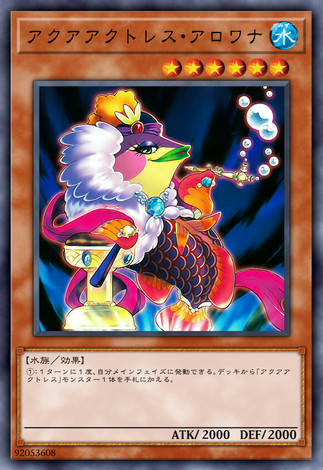 アクアアクトレス・アロワナ
水
【水族／効果】
①：１ターンに１度、自分メインフェイズに発動できる。デッキから「アクアア
クトレス」モンスター１体を手札に加える。
ATK/ 2000 DEF/ 2000
92053608